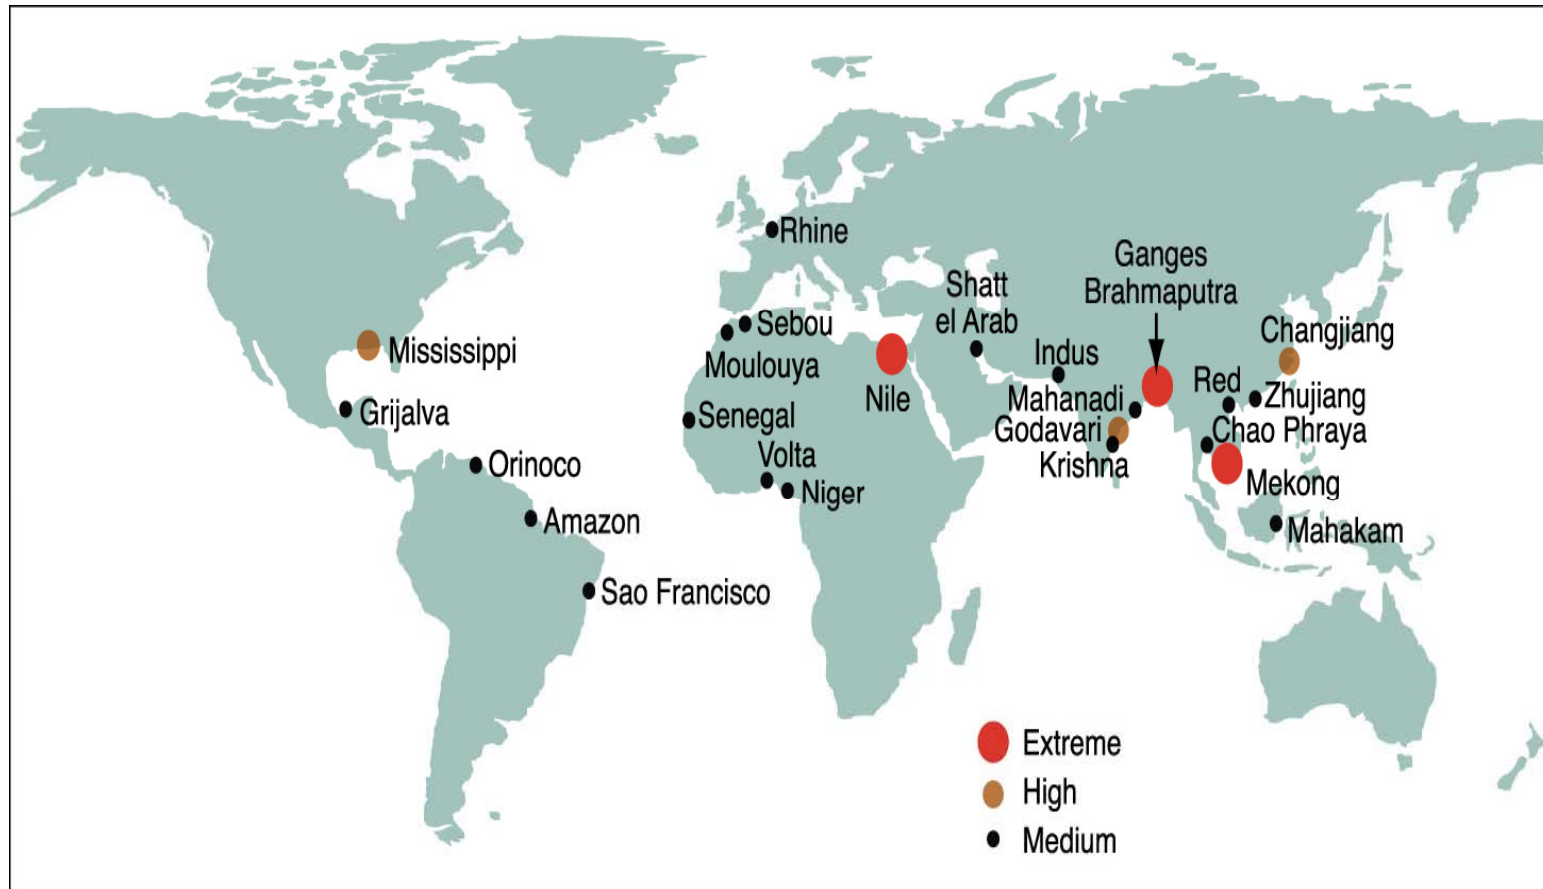 Rhine
Ganges
Brahmaputra
Shatt
el Arab
Changjiang
Sebou
Mississippi
Moulouya
Indus
Nile
Red
Zhujiang
Mahanadi
Grijalva
Senegal
Godavari
Chao Phraya
Volta
Krishna
Orinoco
Niger
Mekong
Amazon
Mahakam
Sao Francisco
Extreme
High
Medium